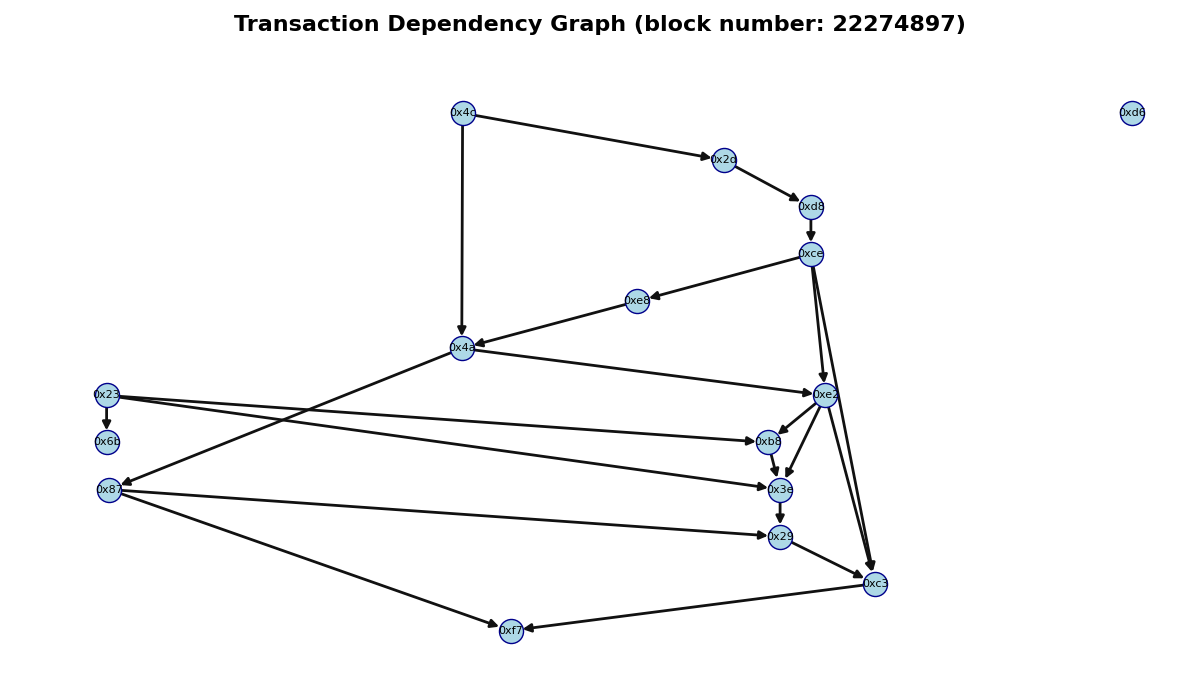 Transaction Dependency Graph (block number: 22274897)
0x4c
0xd6
0x2d
0xd8
0xce
0xe8
0x4a
0x23
0xe2
0x6b
0xb8
0x87
0x3e
0x29
0xc3
0xf7